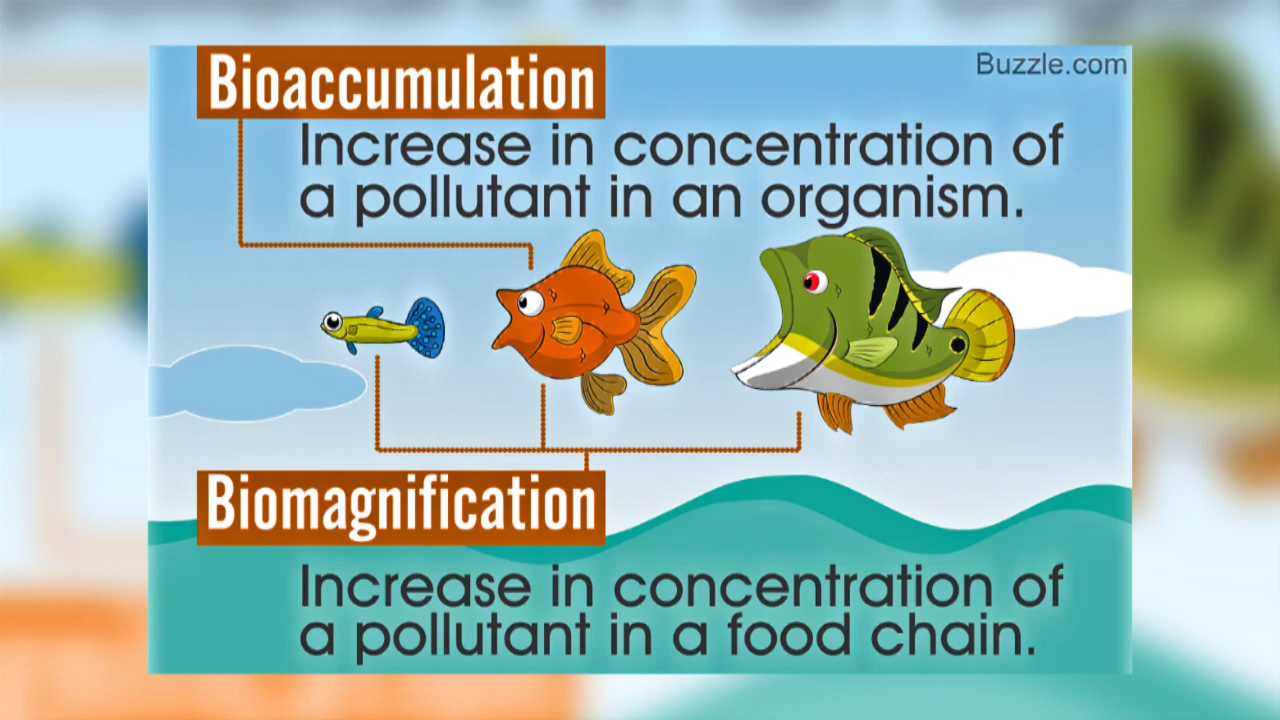 Buzzle.com
Bioaccumulation
Increase in concentration of
a pollutant in an organism.
Biomagnification
Increase in concentration of
a pollutant in a food chain.